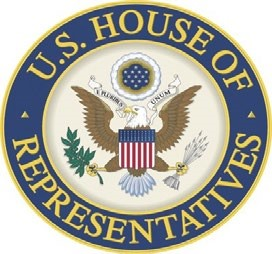 U.S. HOUSE OF
REPRESENTATIVES
E PLURIBUS UNUM